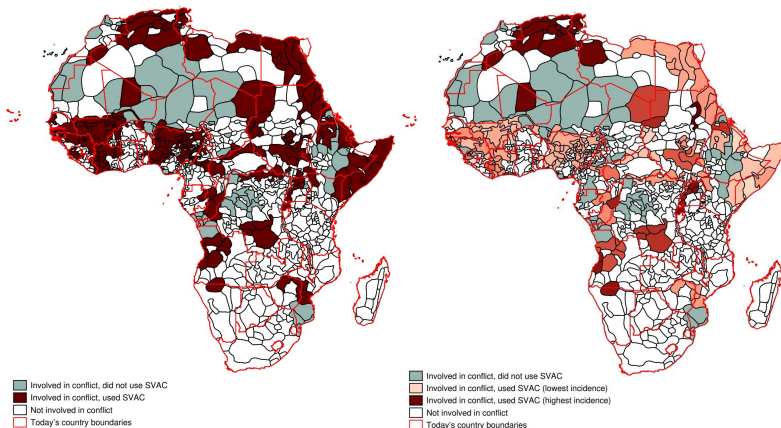 Involved in conflict, did not use SVAC
Involved in conflict, used SVAC
Not involved in conflict
Today's country boundaries
Involved in conflict, did not use SVAC
Involved in conflict, used SVAC (lowest incidence)
Involved in conflict, used SVAC (highest incidence)
Not involved in conflict
Today's country boundaries